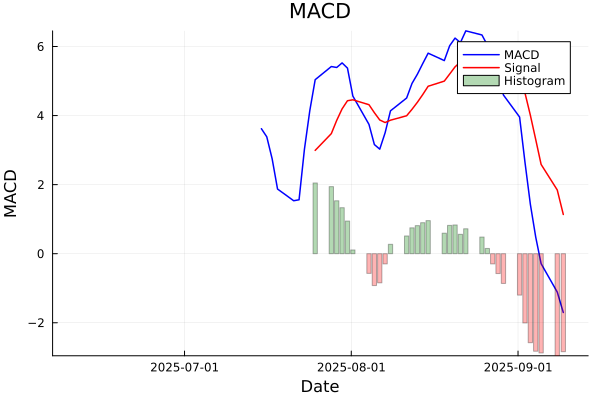 MACD
MACD
6
4
2
0
−2
MACD
Signal
Histogram
2025-07-01
2025-08-01
2025-09-01
Date